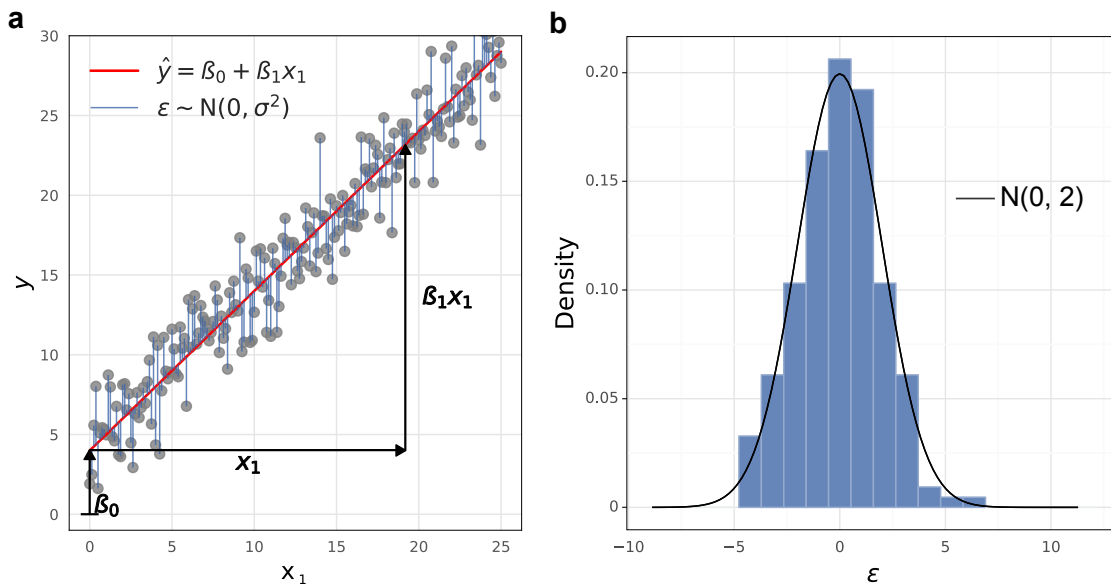 a
30
25
20
15
10
5
0
y
ŷ = ß₀ + ß₁x₁
ε ~ N(0, σ²)
ß₁x₁
x₁
ß₀
0 5 10 15 20 25
x₁
b
0.20
0.15
0.10
0.05
0
Density
N(0, 2)
−10 −5 0 5 10
ε